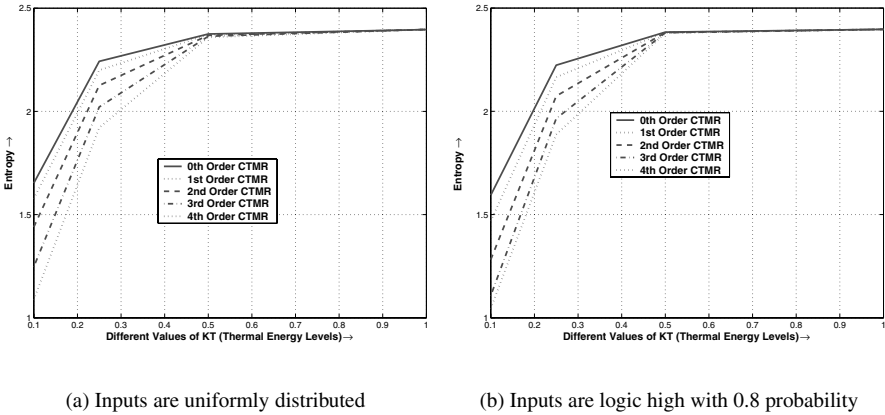 2.5
2
1.5
1
Entropy →
0th Order CTMR
1st Order CTMR
2nd Order CTMR
3rd Order CTMR
4th Order CTMR
0.1 0.2 0.3 0.4 0.5 0.6 0.7 0.8 0.9 1
Different Values of KT (Thermal Energy Levels)→
(a) Inputs are uniformly distributed
2.5
2
1.5
1
Entropy →
0th Order CTMR
1st Order CTMR
2nd Order CTMR
3rd Order CTMR
4th Order CTMR
0.1 0.2 0.3 0.4 0.5 0.6 0.7 0.8 0.9 1
Different Values of KT (Thermal Energy Levels)→
(b) Inputs are logic high with 0.8 probability